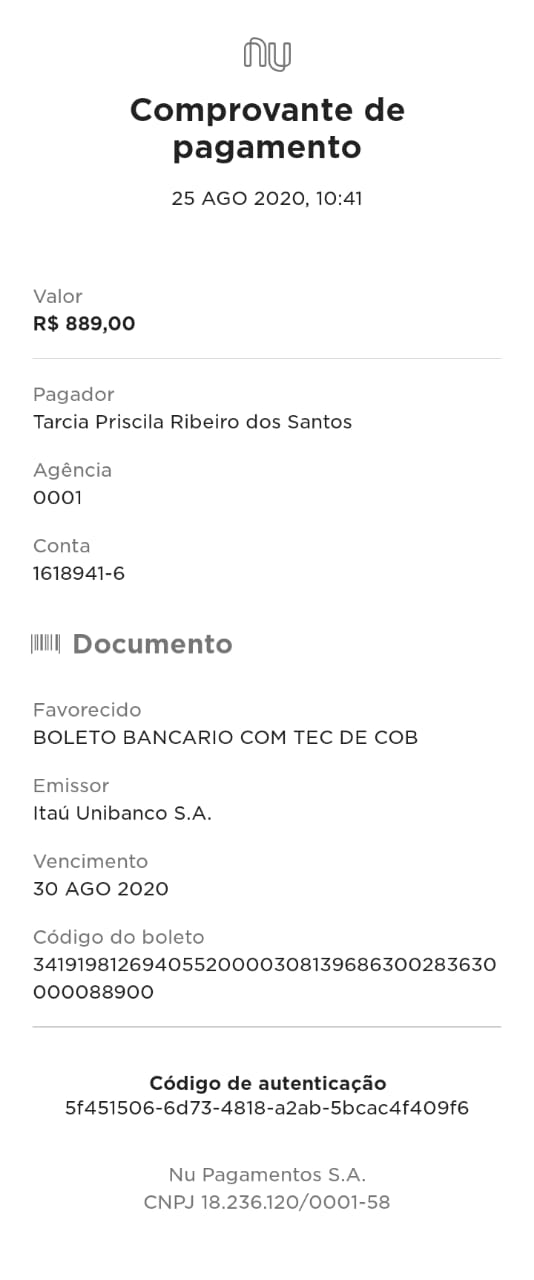 nu
Comprovante de
pagamento
25 AGO 2020, 10:41
Valor
R$ 889,00
Pagador
Tarcia Priscila Ribeiro dos Santos
Agência
0001
Conta
1618941-6
Documento
Favorecido
BOLETO BANCARIO COM TEC DE COB
Emissor
Itaú Unibanco S.A.
Vencimento
30 AGO 2020
Código do boleto
34191981269405520000308139686300283630
000088900
Código de autenticação
5f451506-6d73-4818-a2ab-5bcac4f409f6
Nu Pagamentos S.A.
CNPJ 18.236.120/0001-58